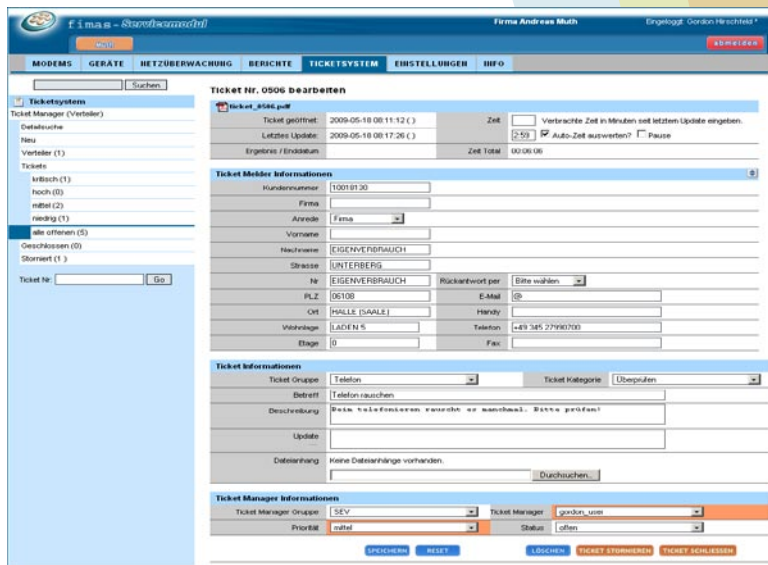 fimas-Servicemodul
Firma Andreas Muth
Eingeloggt: Gordon Hirschfeld *
abmelden
MODEMS GERÄTE NETZÜBERWACHUNG BERICHTE TICKETSYSTEM EINSTELLUNGEN INFO
Suchen
Ticketsystem
Ticket Manager (Verteiler)
Detailsuche
Neu
Verteiler (1)
Tickets
kritisch (1)
hoch (0)
mittel (2)
niedrig (1)
alle offenen (5)
Geschlossen (0)
Storniert (1 )
Ticket Nr: Go
Ticket Nr. 0506 bearbeiten
ticket_0506.pdf
Ticket geöffnet: 2009-05-18 08:11:12 ( ) Zeit Verbrachte Zeit in Minuten seit letztem Update eingeben.
Letztes Update: 2009-05-18 08:17:26 ( ) 2:59 Auto-Zeit auswerten? Pause
Ergebnis / Enddatum Zeit Total 00:06:06
Ticket Melder Informationen
Kundennummer 10018130
Firma
Anrede Firma
Vorname
Nachname EIGENVERBRAUCH
Strasse UNTERBERG
Nr EIGENVERBRAUCH Rückantwort per Bitte wählen
PLZ 06108 E-Mail @
Ort HALLE (SAALE) Handy
Wohnlage LADEN 5 Telefon +49 345 27990700
Etage 0 Fax
Ticket Informationen
Ticket Gruppe Telefon Ticket Kategorie Überprüfen
Betreff Telefon rauschen
Beschreibung Beim telefonieren rauscht es manchmal. Bitte prüfen!
Update
Dateianhang Keine Dateianhänge vorhanden.
Durchsuchen...
Ticket Manager Informationen
Ticket Manager Gruppe SEV Ticket Manager gordon_user
Priorität mittel Status offen
SPEICHERN RESET LÖSCHEN TICKET STORNIEREN TICKET SCHLIESSEN